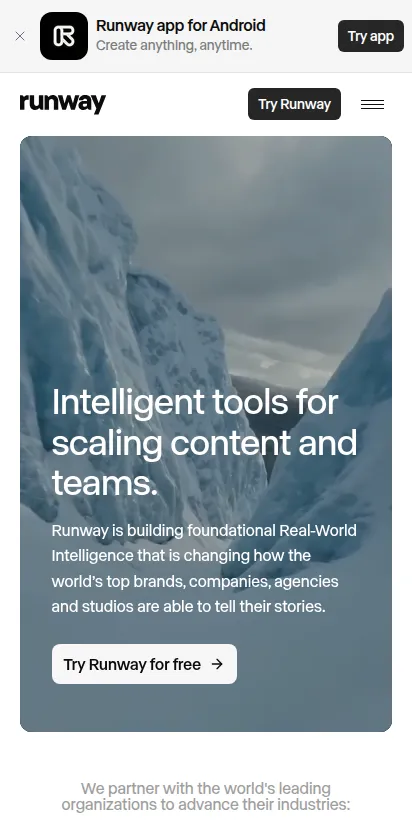 Runway app for Android
Create anything, anytime.
Try app
runway
Try Runway
Intelligent tools for
scaling content and
teams.
Runway is building foundational Real-World
Intelligence that is changing how the
world's top brands, companies, agencies
and studios are able to tell their stories.
Try Runway for free →
We partner with the world's leading
organizations to advance their industries: